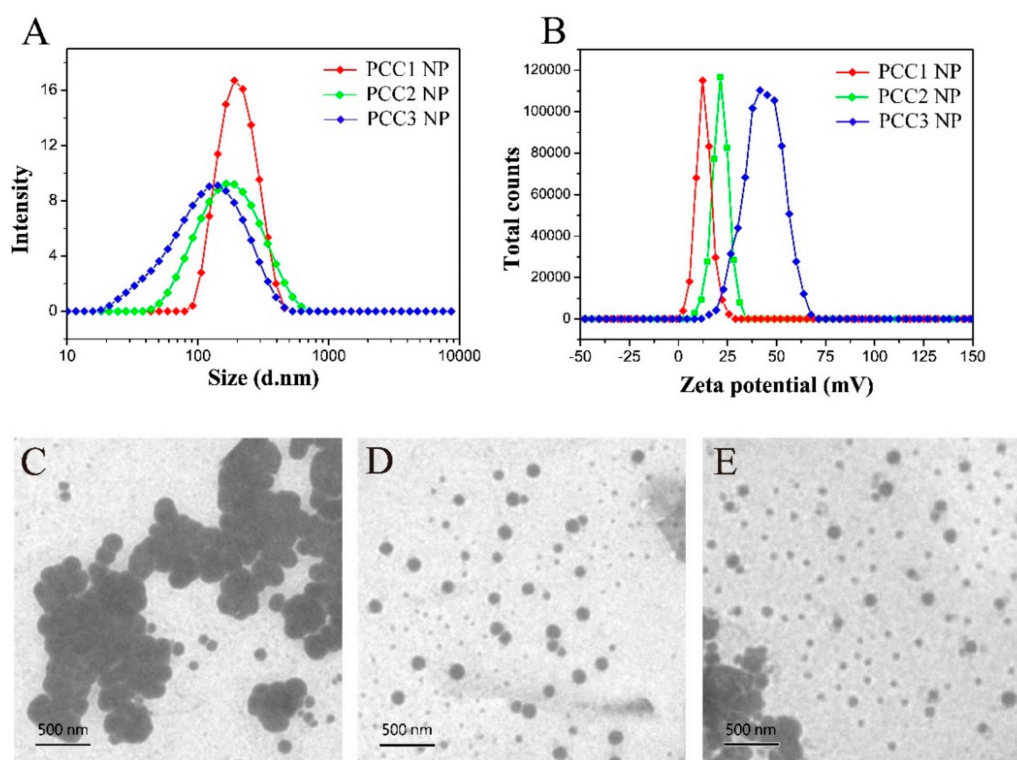 A
PCC1 NP
PCC2 NP
PCC3 NP
Intensity
16
12
8
4
0
10
100
1000
10000
Size (d.nm)
B
PCC1 NP
PCC2 NP
PCC3 NP
Total counts
120000
100000
80000
60000
40000
20000
0
-50
-25
0
25
50
75
100
125
150
Zeta potential (mV)
C
500 nm
D
500 nm
E
500 nm